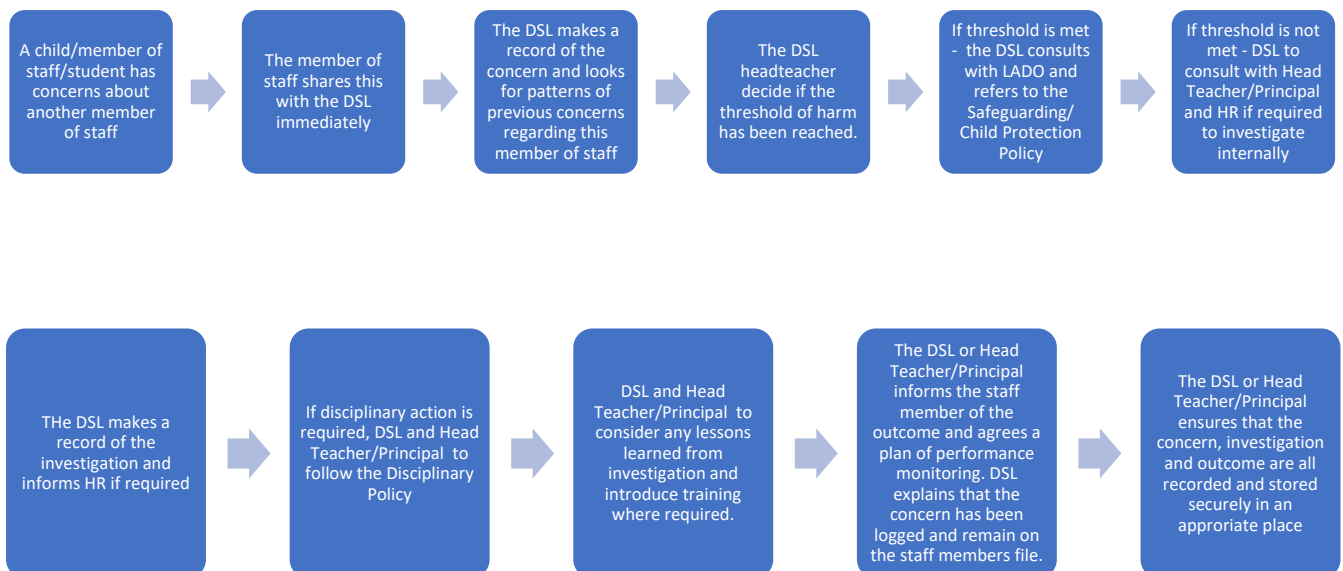 A child/member of
staff/student has
concerns about
another member
of staff
The member of
staff shares this
with the DSL
immediately
The DSL makes a
record of the
concern and looks
for patterns of
previous concerns
regarding this
member of staff
The DSL
headteacher
decide if the
threshold of harm
has been reached.
If threshold is met
- the DSL consults
with LADO and
refers to the
Safeguarding/
Child Protection
Policy
If threshold is not
met - DSL to
consult with Head
Teacher/Principal
and HR if required
to investigate
internally
THe DSL makes a
record of the
investigation and
informs HR if required
If disciplinary action is
required, DSL and Head
Teacher/Principal to
follow the Disciplinary
Policy
DSL and Head
Teacher/Principal to
consider any lessons
learned from
investigation and
introduce training
where required.
The DSL or Head
Teacher/Principal
informs the staff
member of the
outcome and agrees a
plan of performance
monitoring. DSL
explains that the
concern has been
logged and remain on
the staff members file.
The DSL or Head
Teacher/Principal
ensures that the
concern, investigation
and outcome are all
recorded and stored
securely in an
approriate place